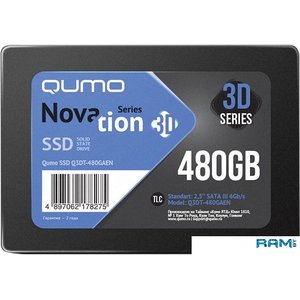 QUMO
Novation 3D
Series
3D
SERIES
SSD
SOLID
STATE
DRIVE
480GB
Qumo SSD Q3DT-480GAEN
TLC
Standart: 2.5" SATA III 6Gb/s
Model: Q3DT-480GAEN
Гарантия – 2 года
4 897062 178275
RAM